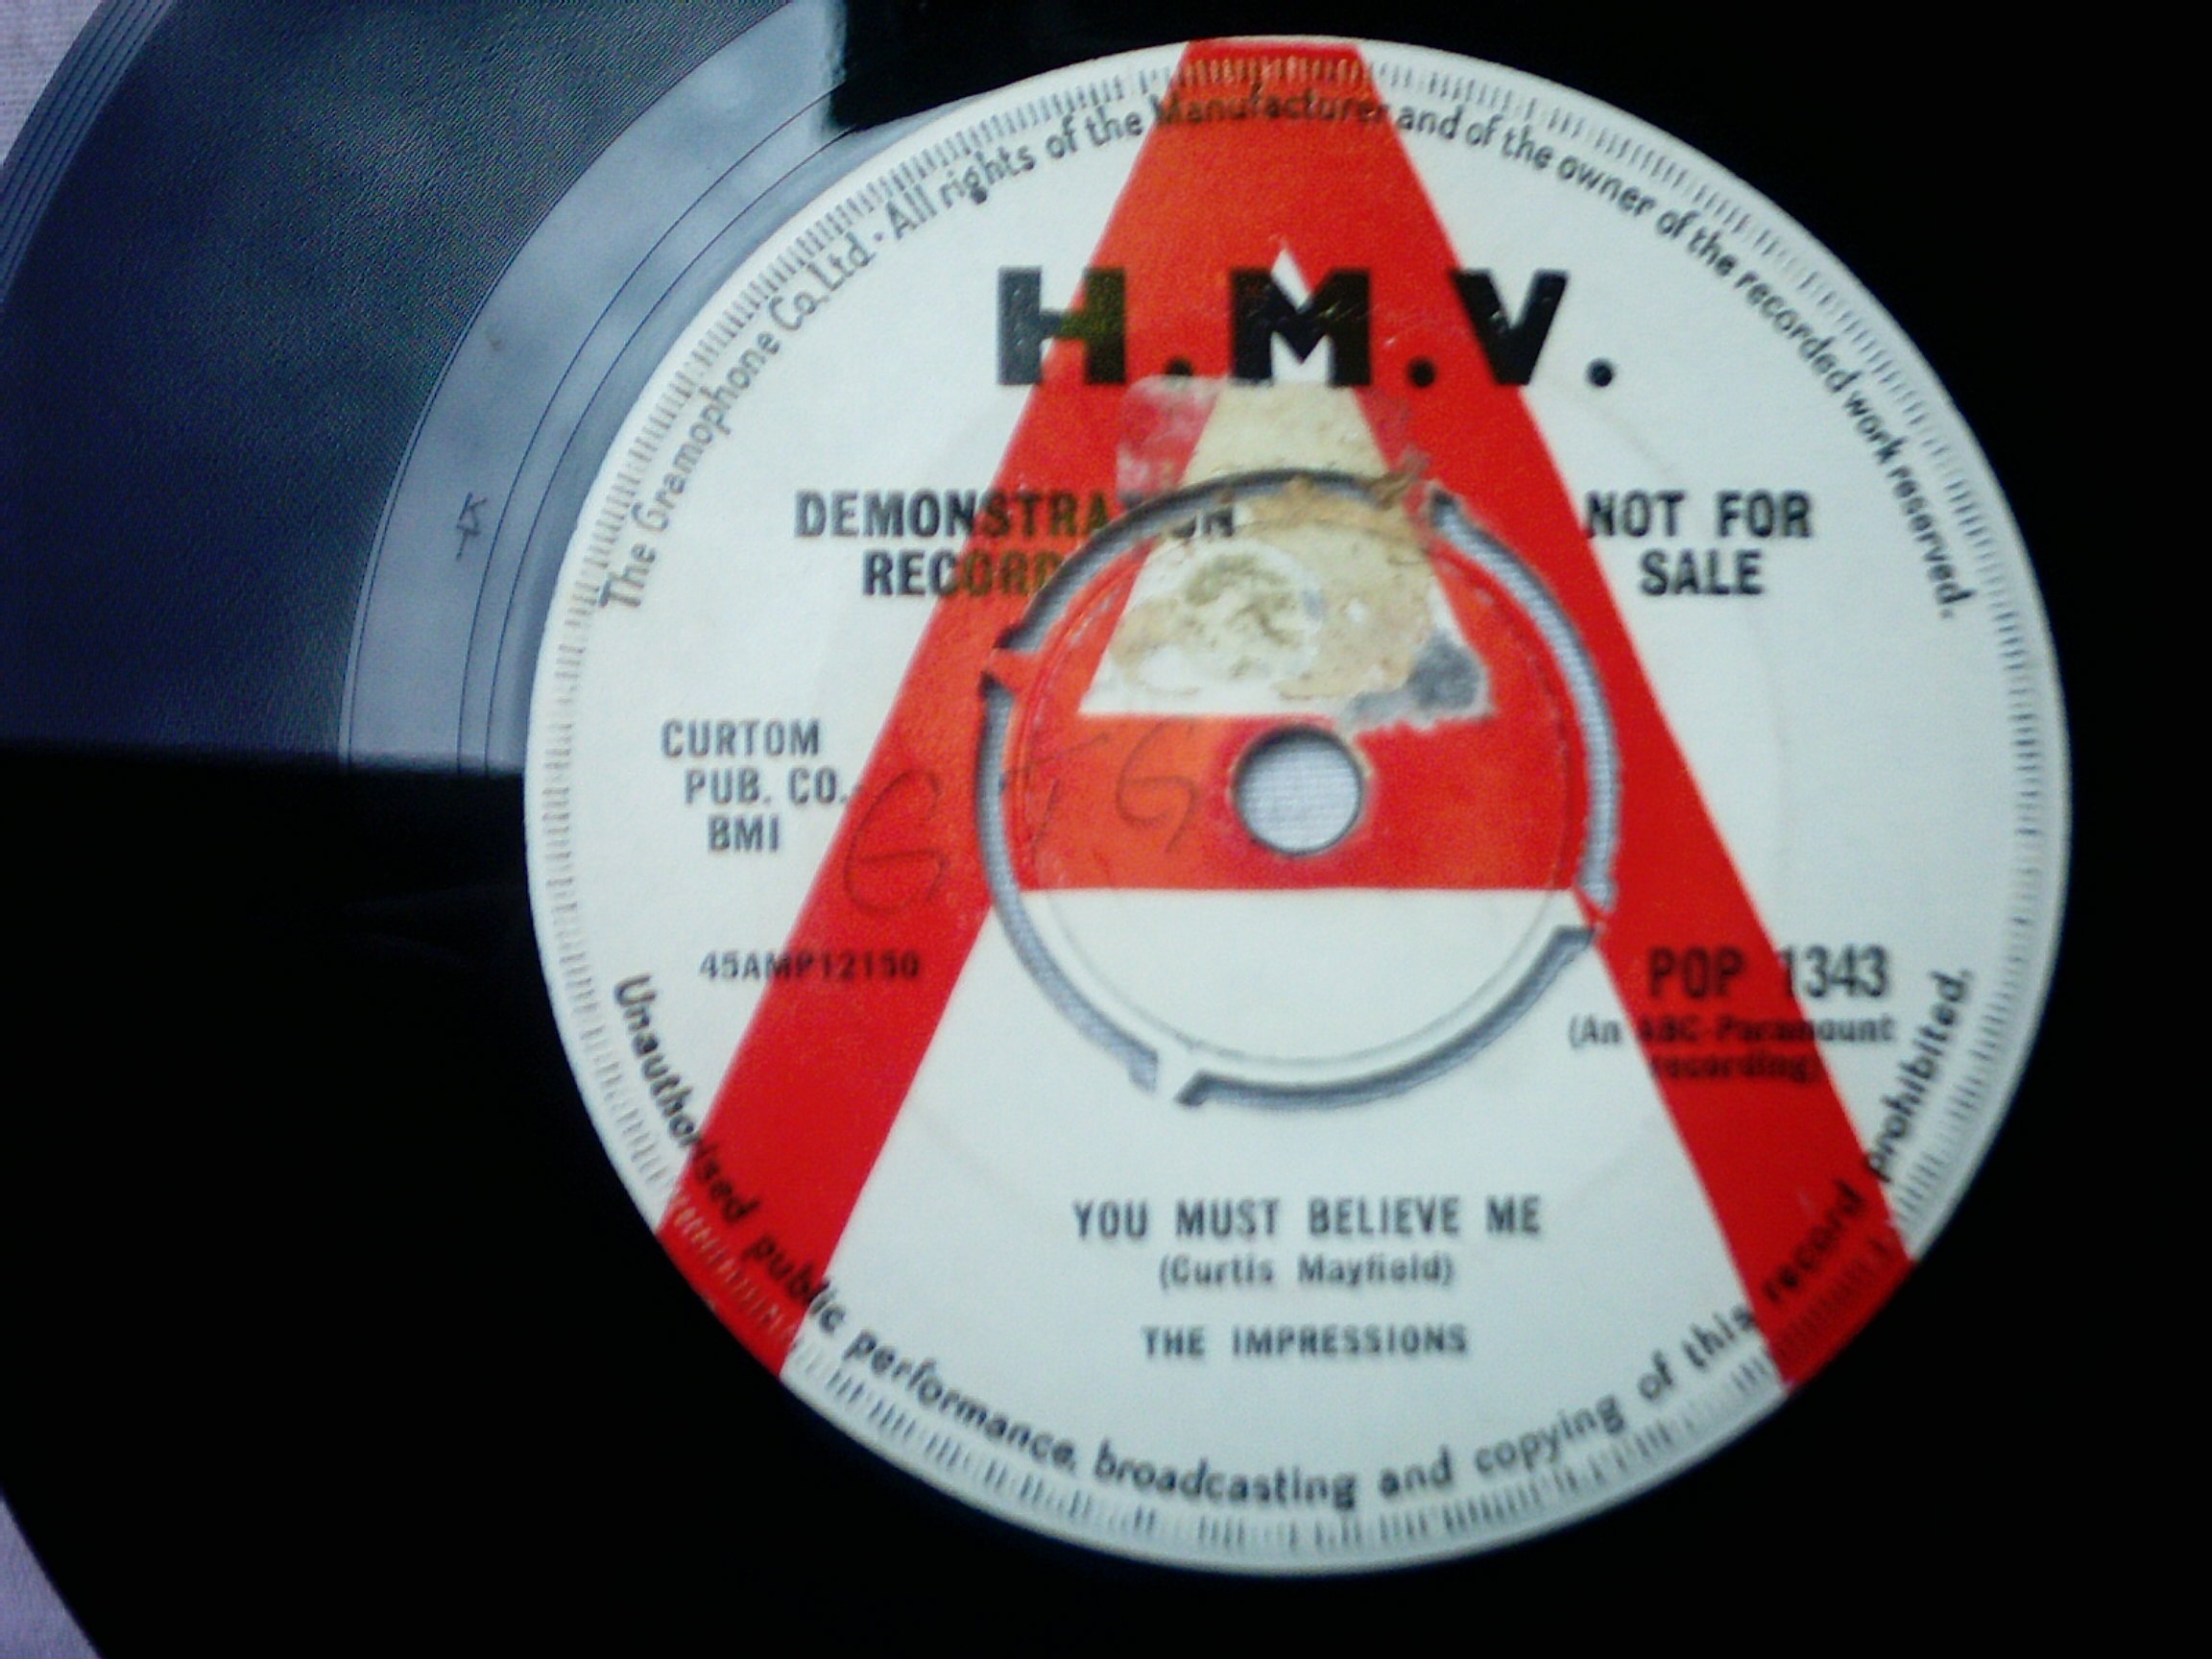 The Gramophone Co. Ltd · All rights of the Manufacturer and of the owner of the recorded work reserved.
H.M.V.
DEMONSTRATION
RECORD
NOT FOR
SALE
CURTOM
PUB. CO.
BMI
45AMP12150
POP 1343
(An ABC-Paramount
recording)
YOU MUST BELIEVE ME
(Curtis Mayfield)
THE IMPRESSIONS
Unauthorised public performance, broadcasting and copying of this record prohibited.